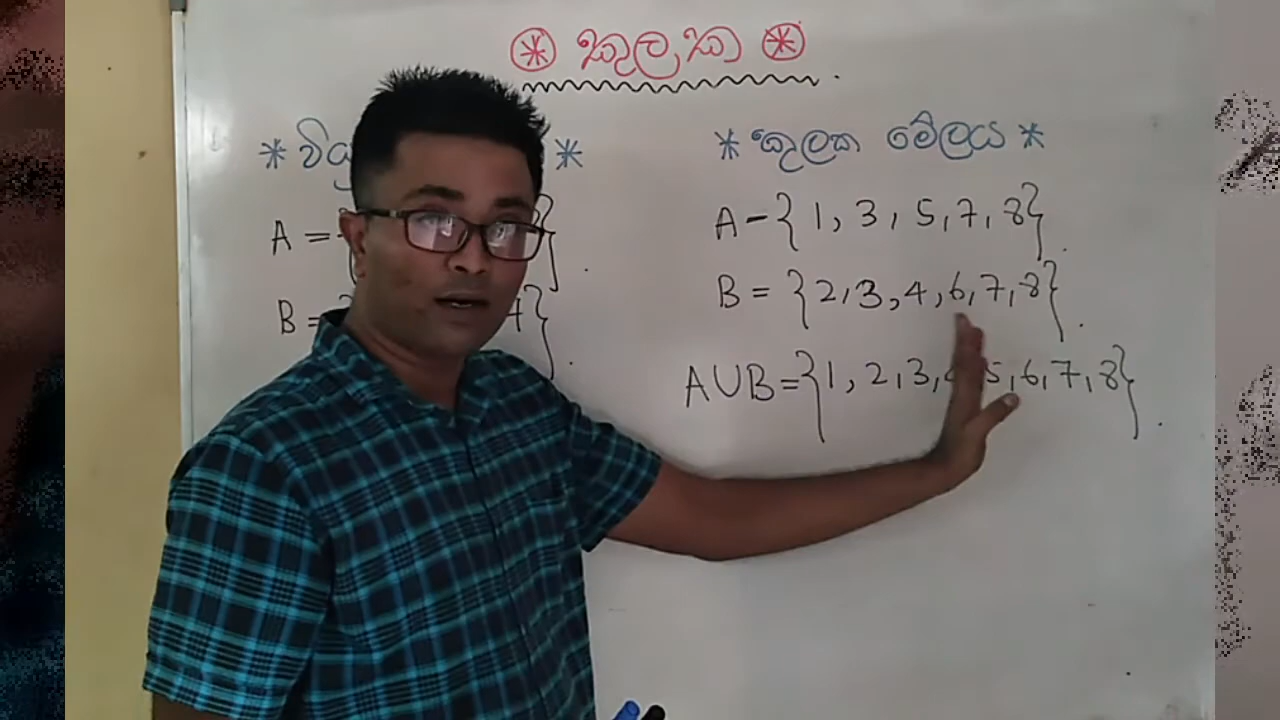 කුලක
කුලක මේලය
A = { 1, 3, 5, 7, 8}
B = {2, 3, 4, 6, 7, 8}
A∪B = {1, 2, 3, 4, 5, 6, 7, 8}
A =
B =